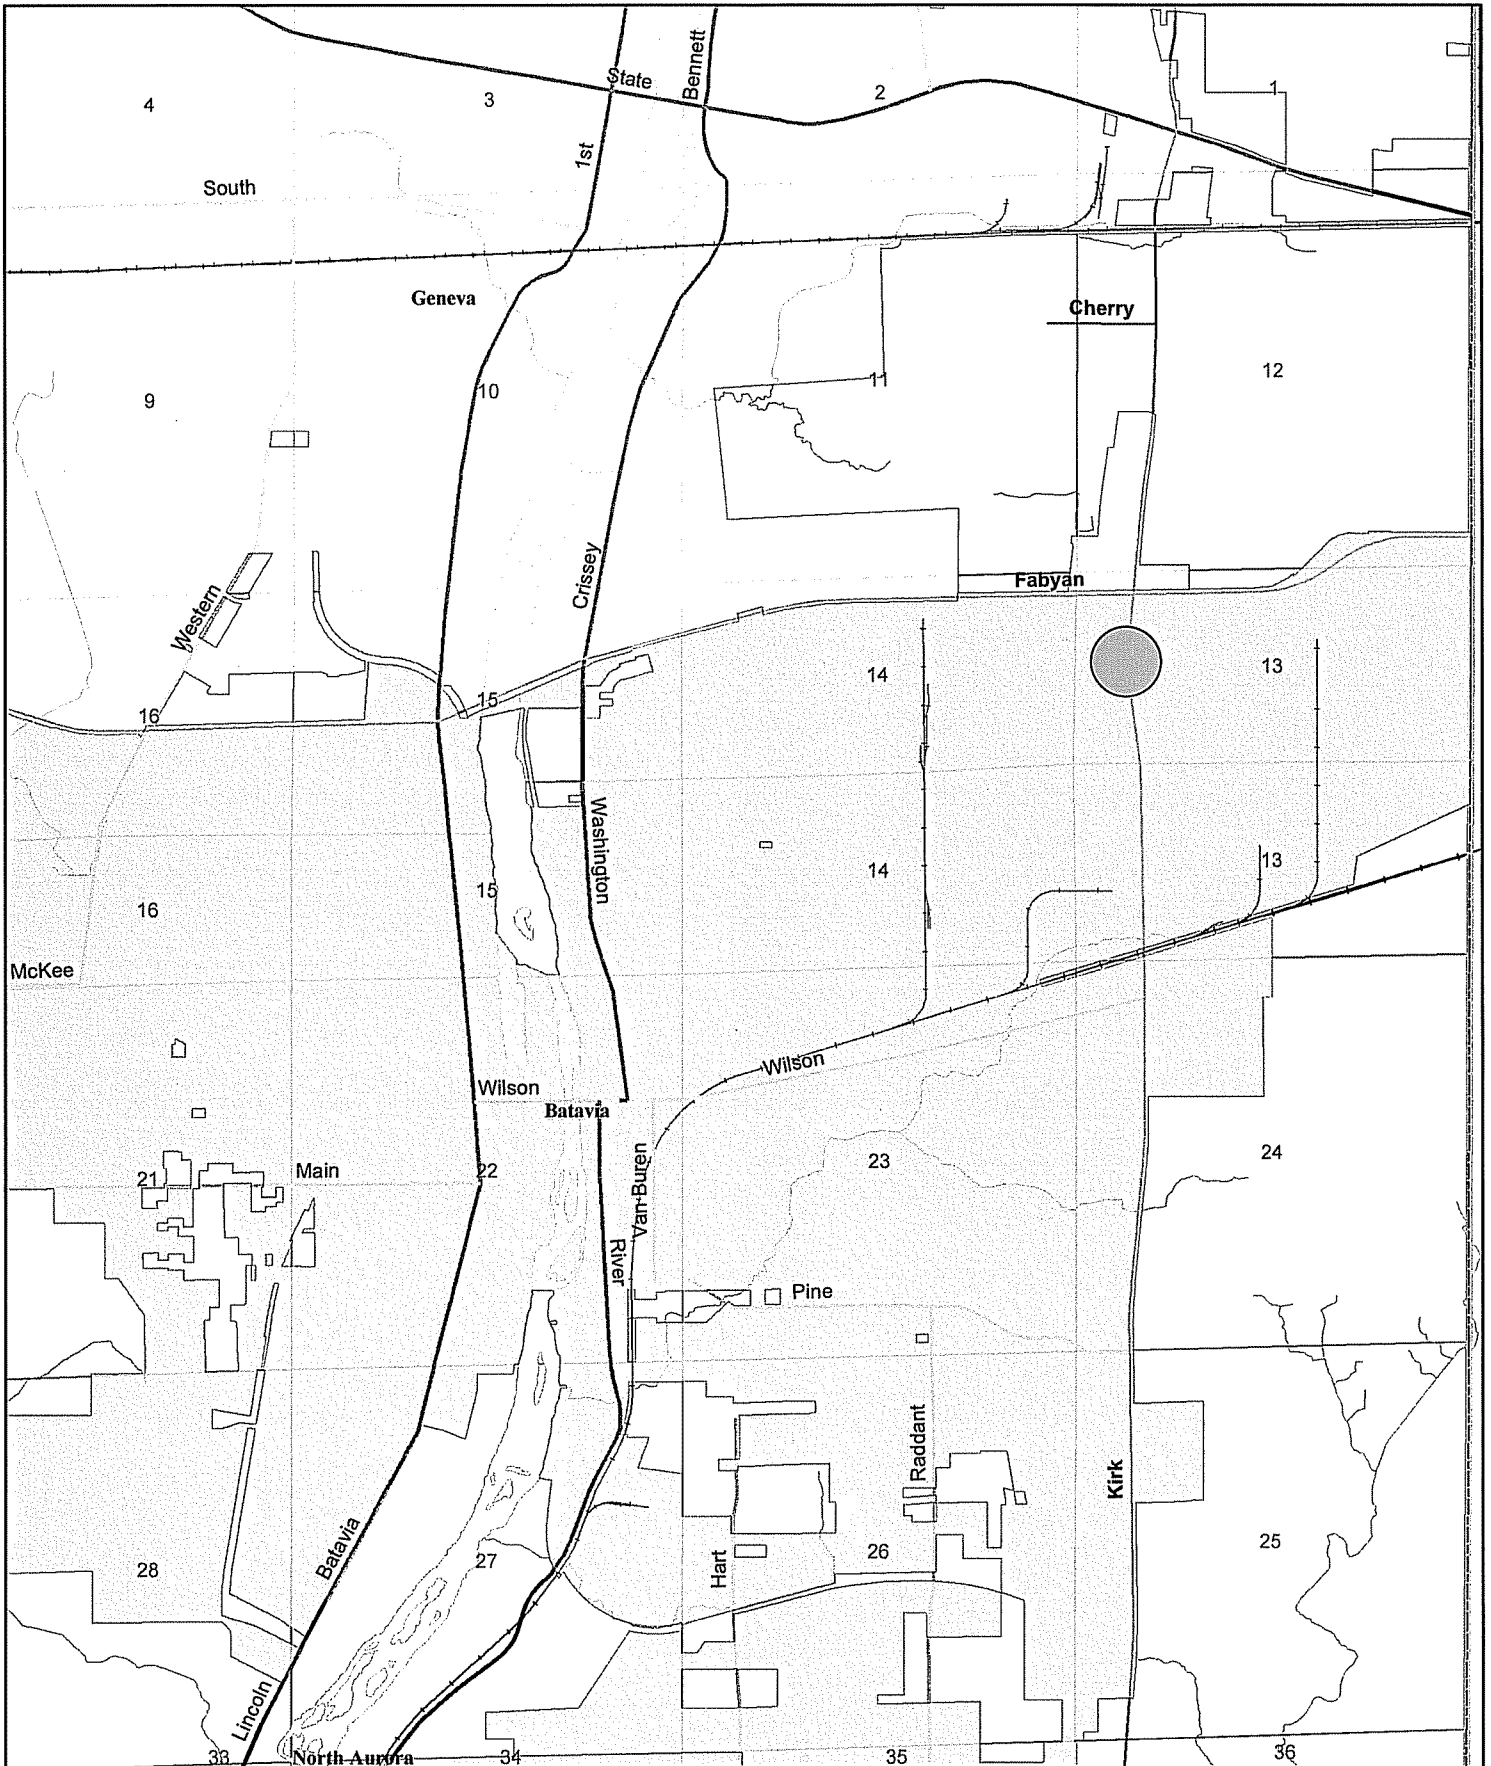 State
Bennett
4
3
2
1
1st
South
Geneva
Cherry
9
10
11
12
Crissey
Western
Fabyan
16
15
14
13
Washington
16
15
14
13
McKee
Wilson
Wilson
Batavia
21
Main
22
Van Buren
23
24
River
Pine
Raddant
Kirk
Batavia
28
27
Hart
26
25
Lincoln
33
North Aurora
34
35
36